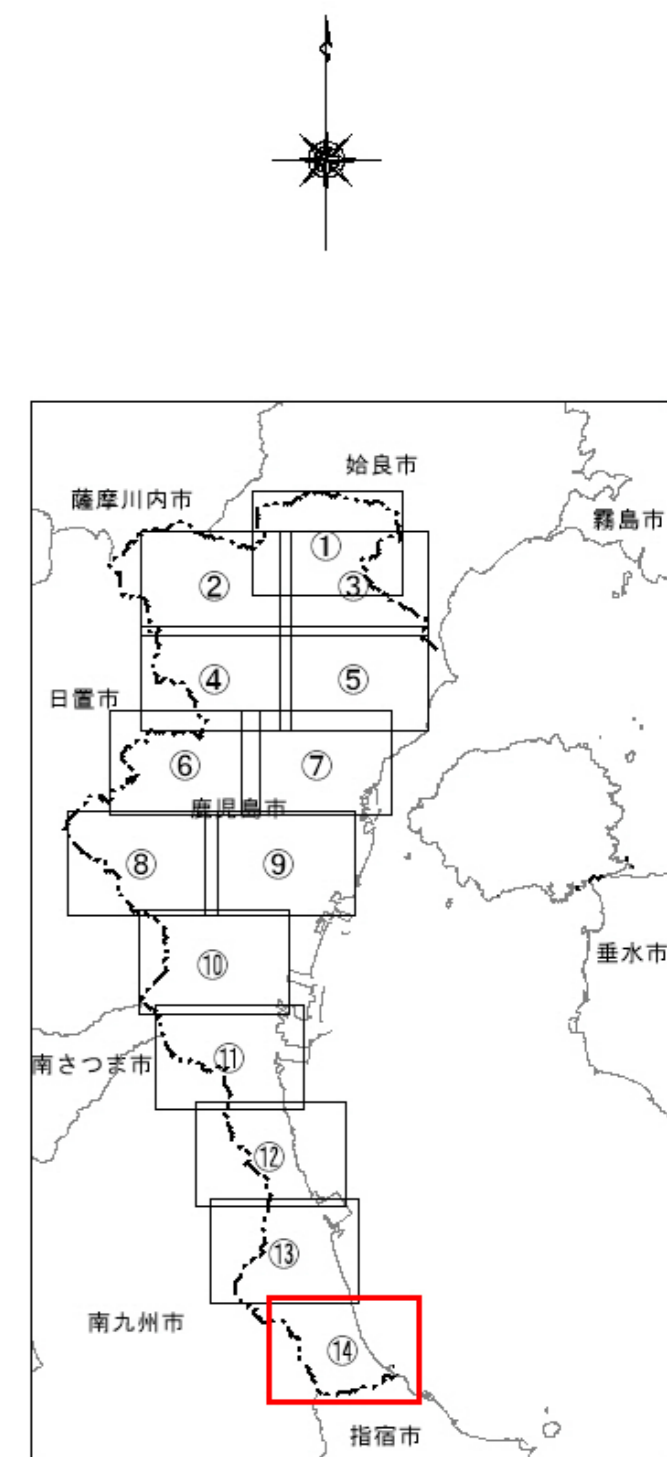 姶良市
薩摩川内市
霧島市
①
②
③
④
⑤
日置市
⑥
⑦
鹿児島市
⑧
⑨
垂水市
⑩
南さつま市
⑪
⑫
⑬
南九州市
⑭
指宿市